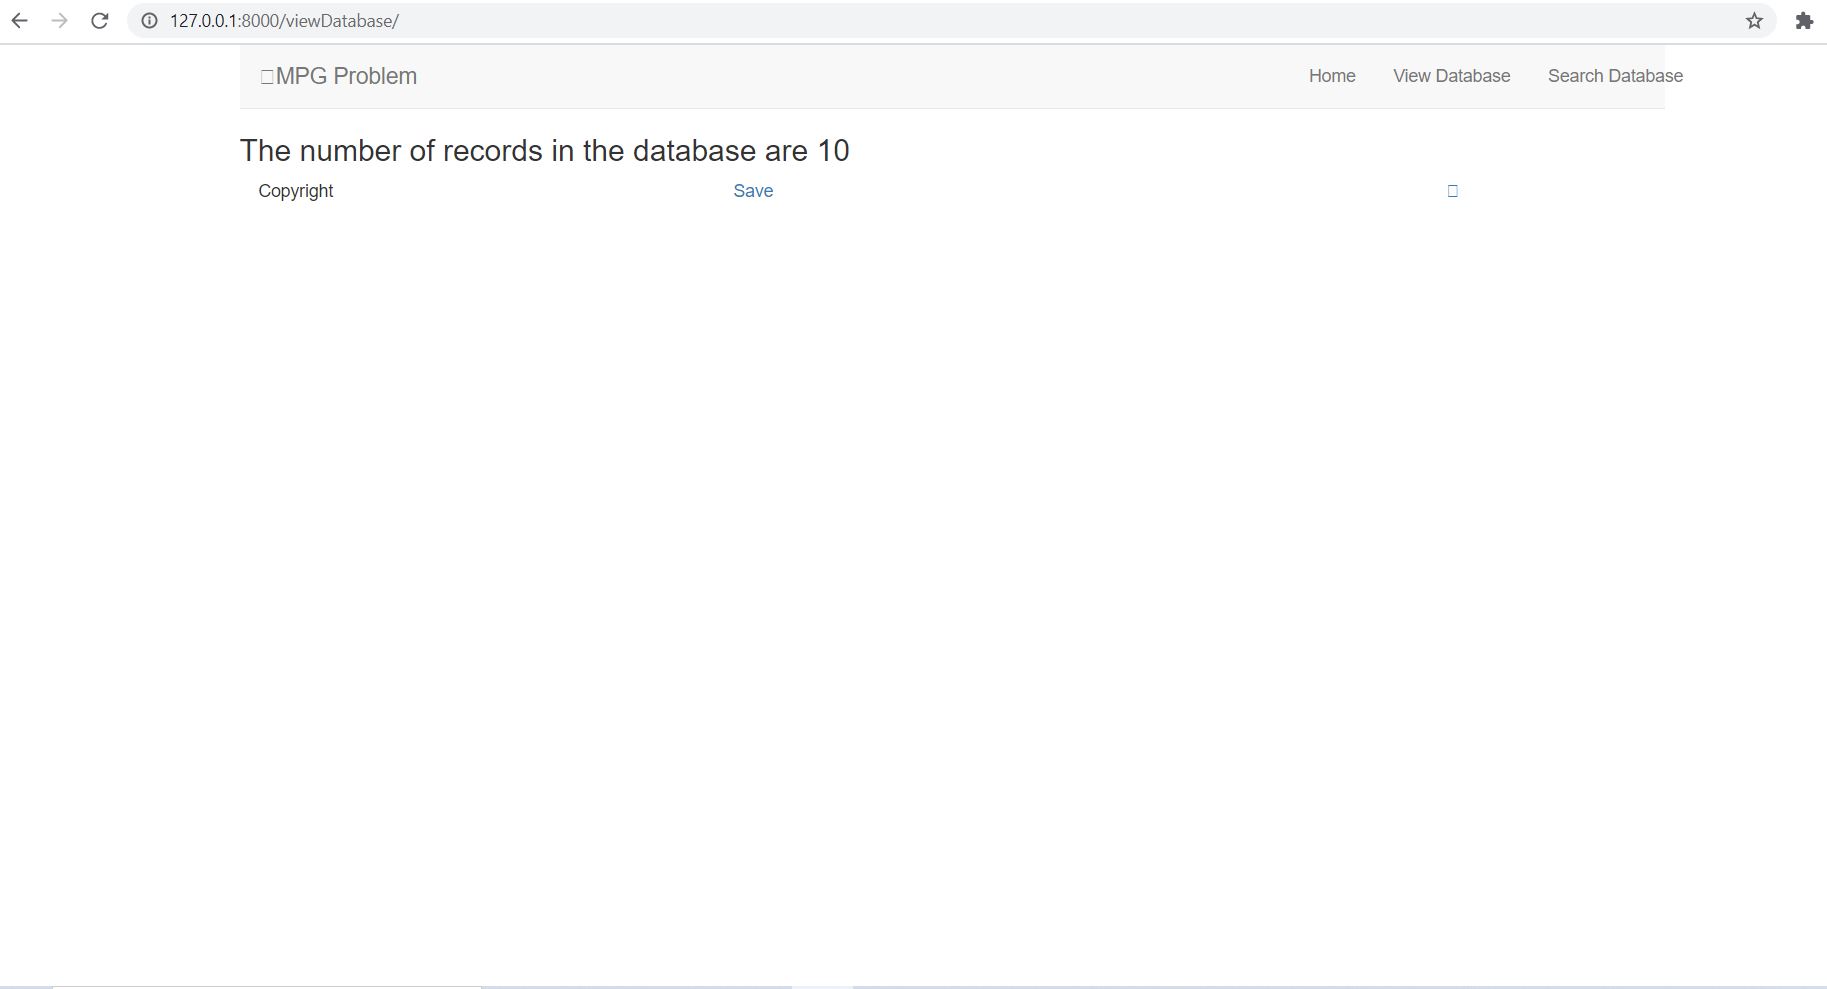 127.0.0.1:8000/viewDatabase/
MPG Problem Home View Database Search Database
The number of records in the database are 10
Copyright Save